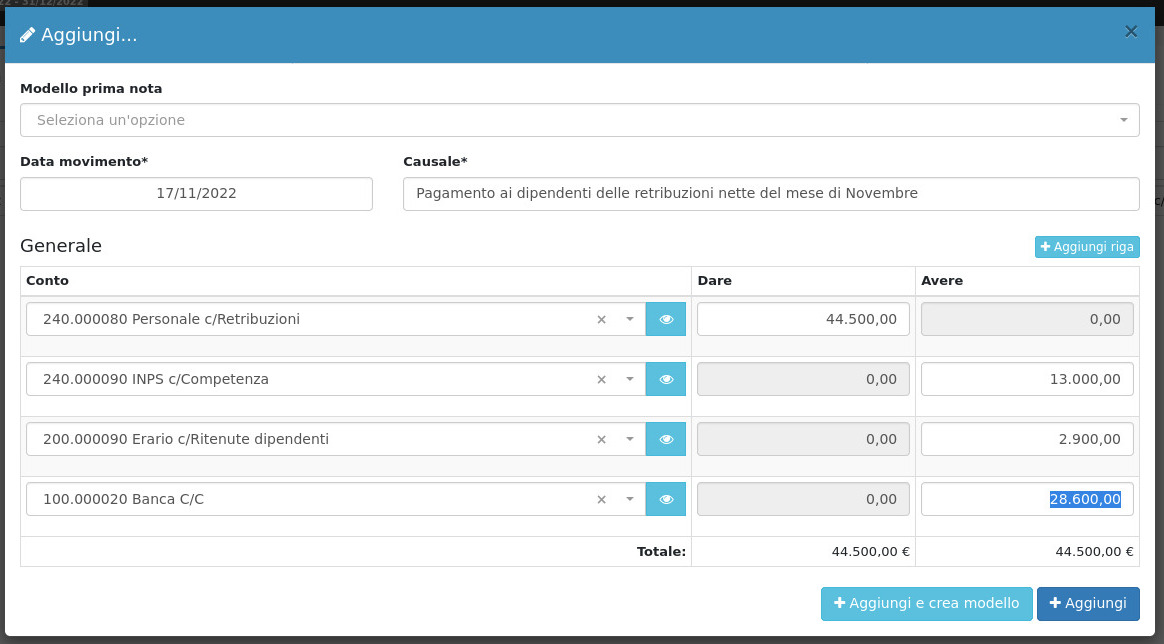 22 - 31/12/2022
Aggiungi...
×
Modello prima nota
Seleziona un'opzione
Data movimento* Causale*
17/11/2022 Pagamento ai dipendenti delle retribuzioni nette del mese di Novembre
Generale + Aggiungi riga
Conto Dare Avere
240.000080 Personale c/Retribuzioni × 44.500,00 0,00
240.000090 INPS c/Competenza × 0,00 13.000,00
200.000090 Erario c/Ritenute dipendenti × 0,00 2.900,00
100.000020 Banca C/C × 0,00 28.600,00
Totale: 44.500,00 € 44.500,00 €
+ Aggiungi e crea modello + Aggiungi
c/